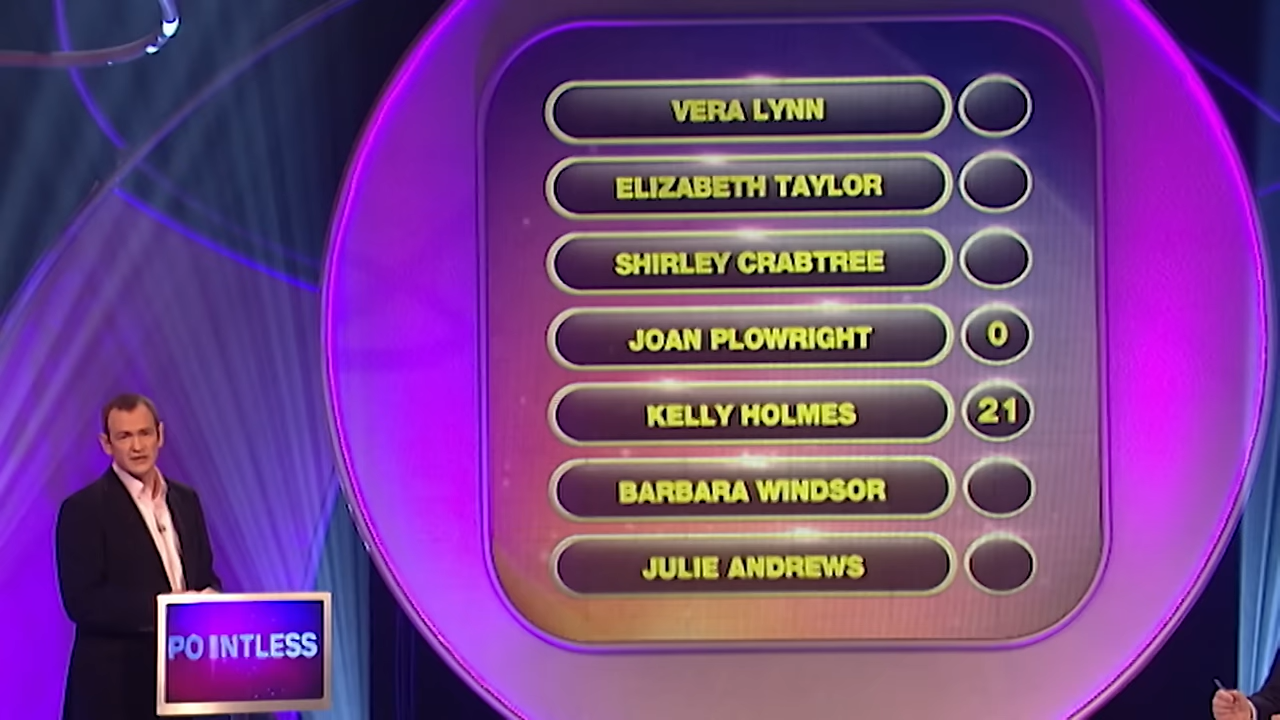 VERA LYNN
ELIZABETH TAYLOR
SHIRLEY CRABTREE
JOAN PLOWRIGHT 0
KELLY HOLMES 21
BARBARA WINDSOR
JULIE ANDREWS
POINTLESS